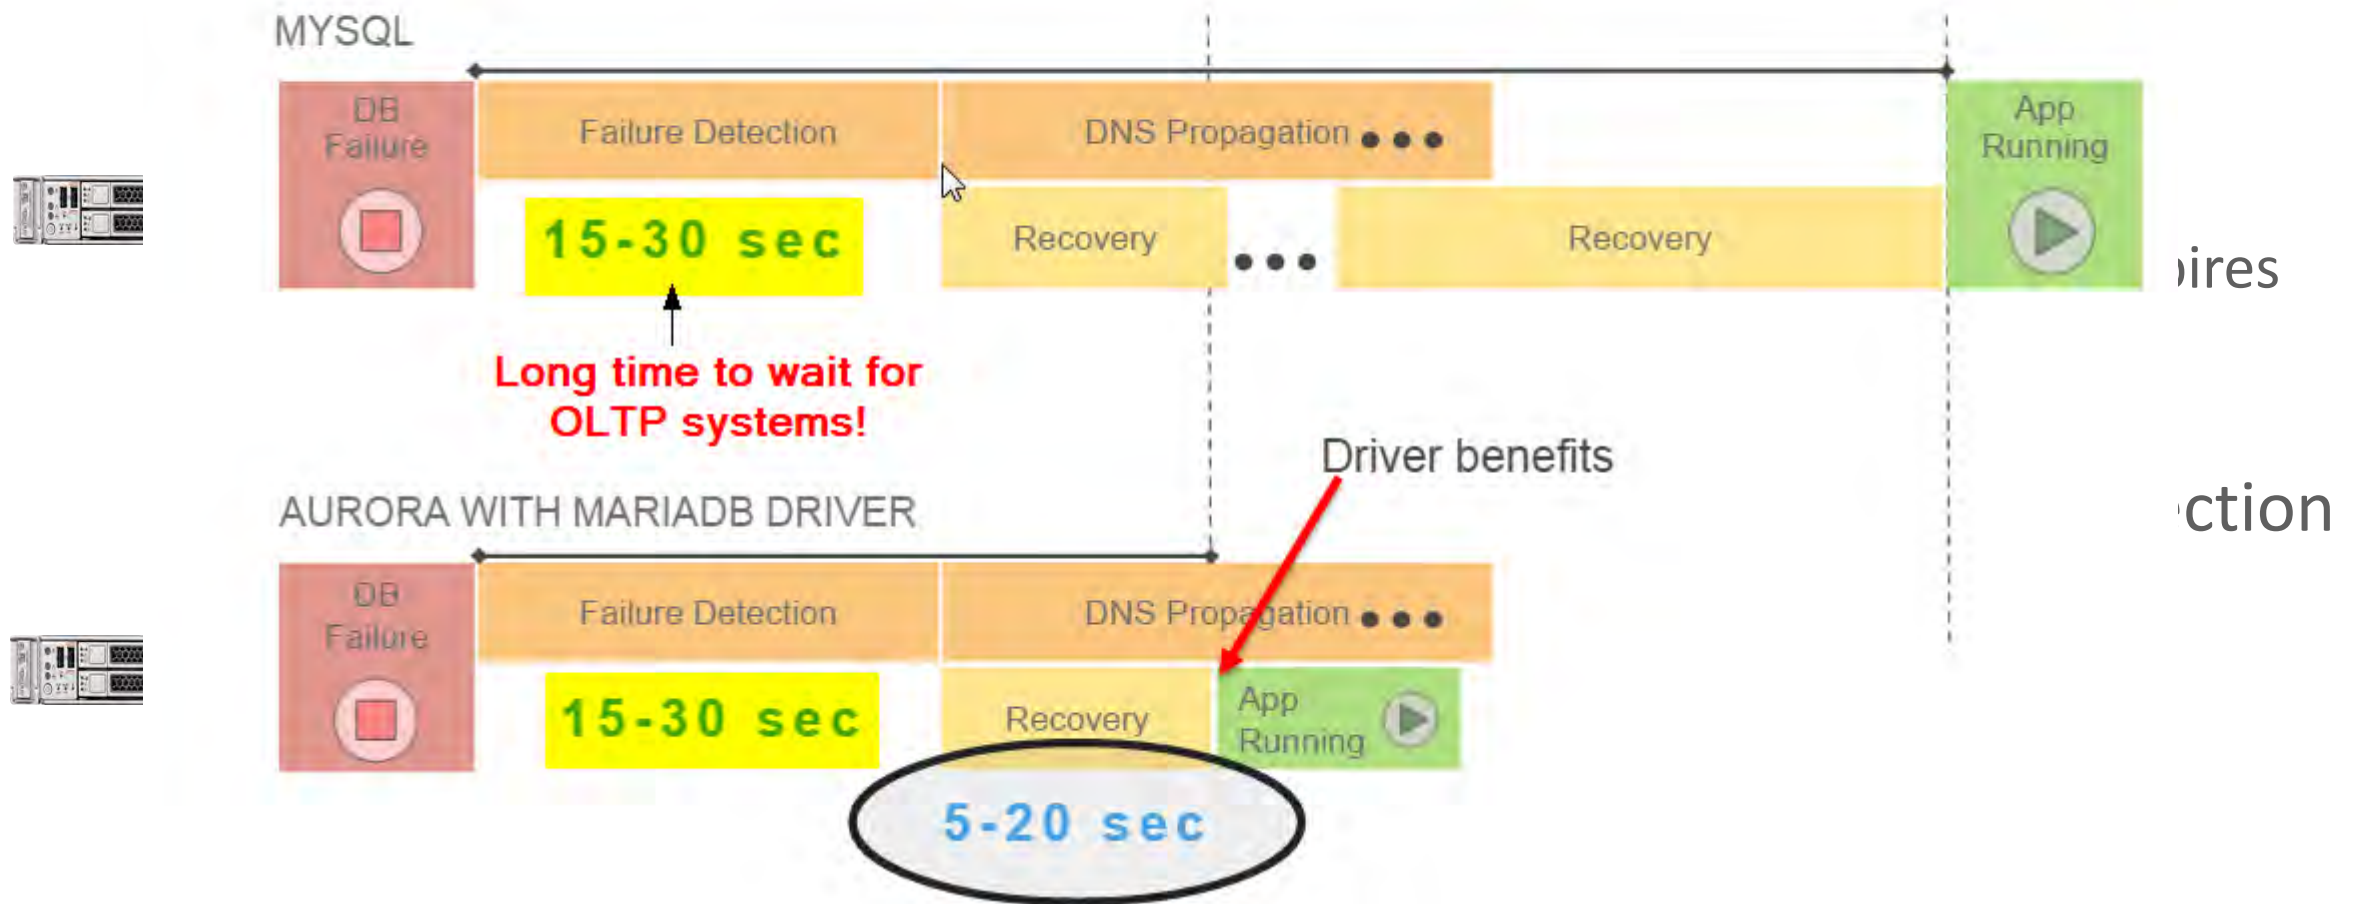 MYSQL
DB
Failure
Failure Detection
DNS Propagation
App
Running
15-30 sec
Recovery
Recovery
ires
Long time to wait for
OLTP systems!
Driver benefits
AURORA WITH MARIADB DRIVER
ction
DB
Failure
Failure Detection
DNS Propagation
15-30 sec
Recovery
App
Running
5-20 sec